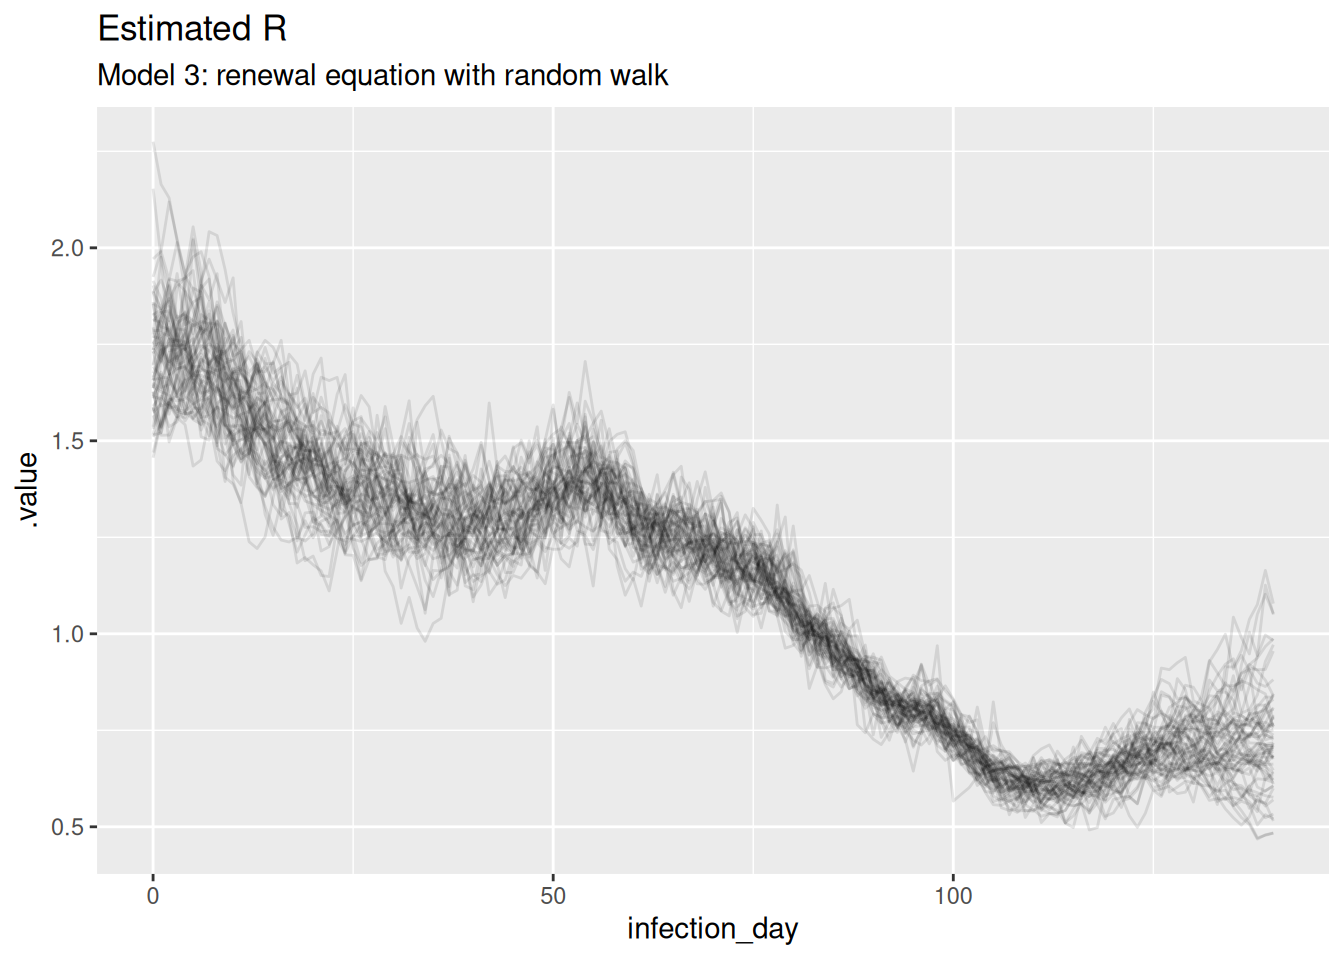 Estimated R
Model 3: renewal equation with random walk
2.0
1.5
1.0
0.5
.value
0
50
100
infection_day